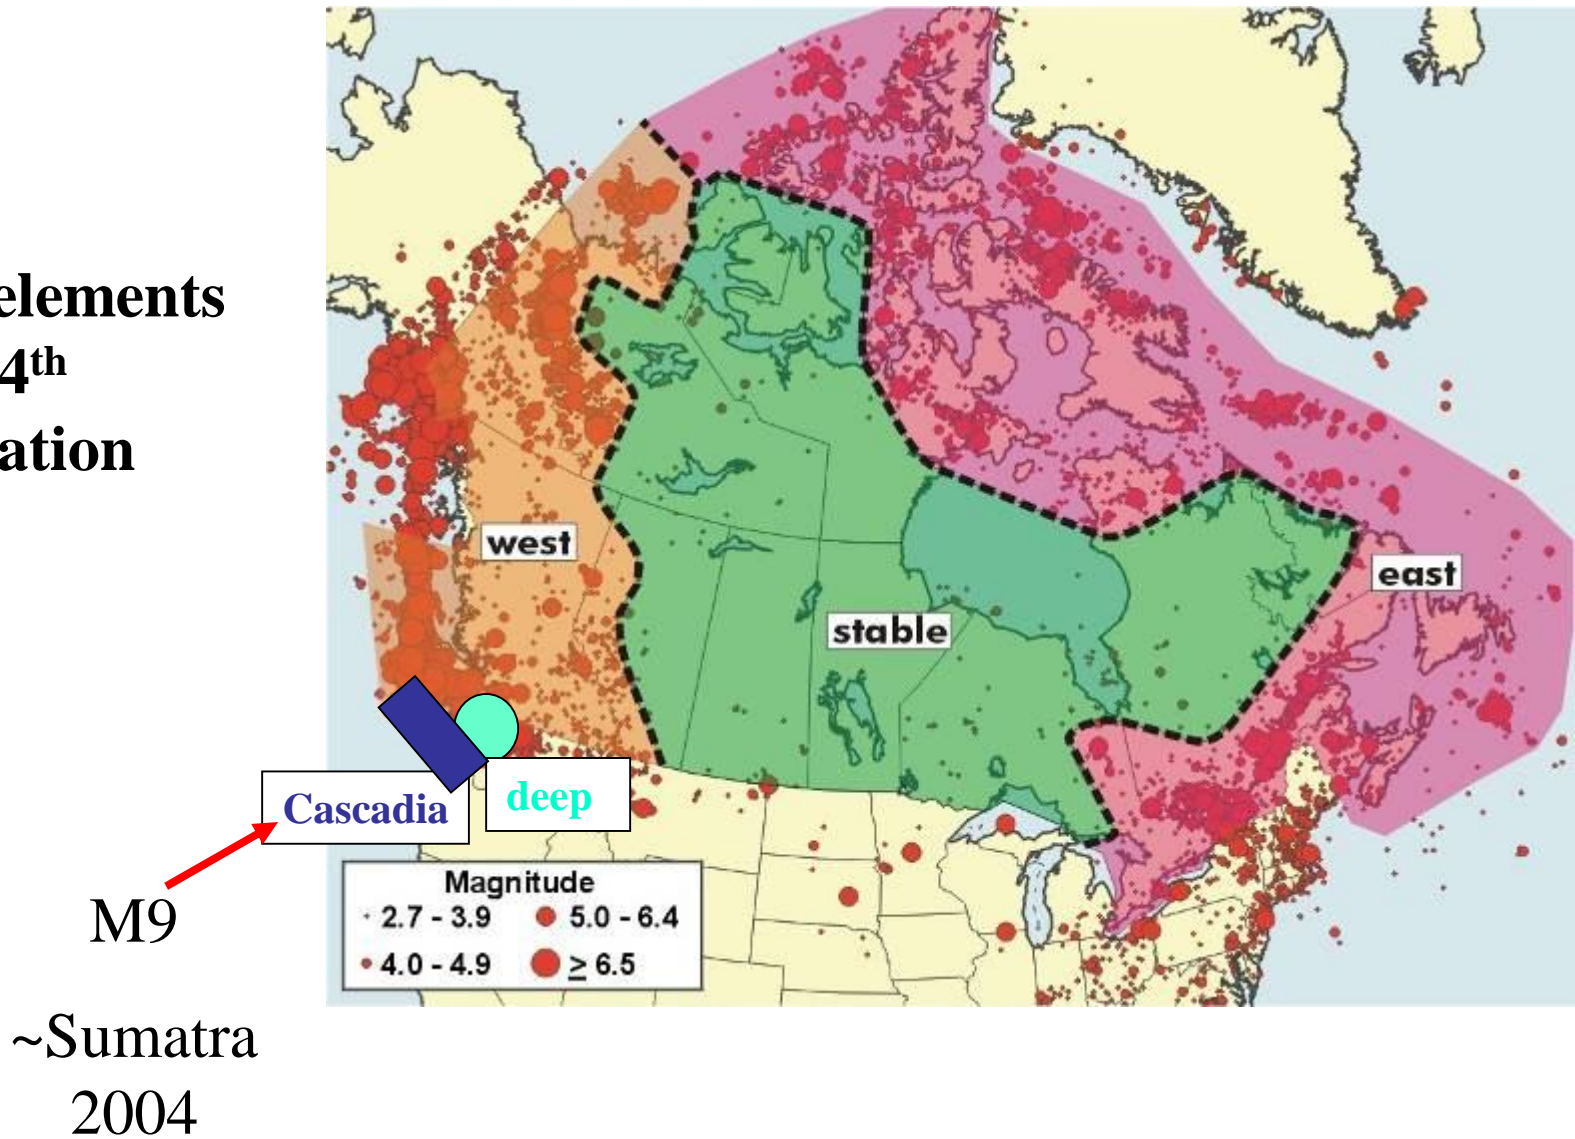 elements
4th
ation
west
east
stable
Cascadia
deep
Magnitude
2.7 - 3.9
5.0 - 6.4
4.0 - 4.9
≥ 6.5
M9
~Sumatra
2004